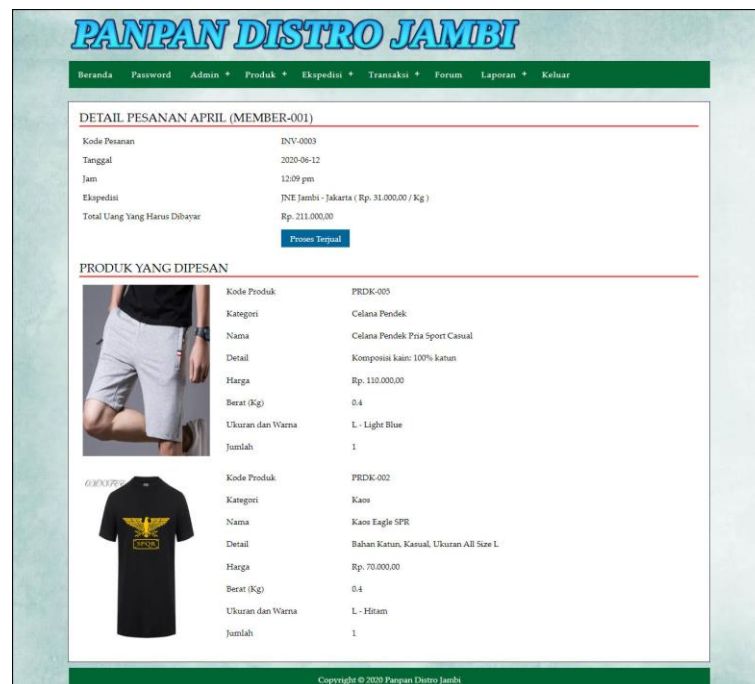 PANPAN DISTRO JAMBI
Beranda Password Admin + Produk + Ekspedisi + Transaksi + Forum Laporan + Keluar
DETAIL PESANAN APRIL (MEMBER-001)
Kode Pesanan INV-0003
Tanggal 2020-06-12
Jam 12:09 pm
Ekspedisi JNE Jambi - Jakarta ( Rp. 31.000,00 / Kg )
Total Uang Yang Harus Dibayar Rp. 211.000,00
Proses Terjual
PRODUK YANG DIPESAN
Kode Produk PRDK-005
Kategori Celana Pendek
Nama Celana Pendek Pria Sport Casual
Detail Komposisi kain: 100% katun
Harga Rp. 110.000,00
Berat (Kg) 0.4
Ukuran dan Warna L - Light Blue
Jumlah 1
Kode Produk PRDK-002
Kategori Kaos
Nama Kaos Eagle SPR
Detail Bahan Katun, Kasual, Ukuran All Size L
Harga Rp. 70.000,00
Berat (Kg) 0.4
Ukuran dan Warna L - Hitam
Jumlah 1
SPQR
Copyright © 2020 Panpan Distro Jambi